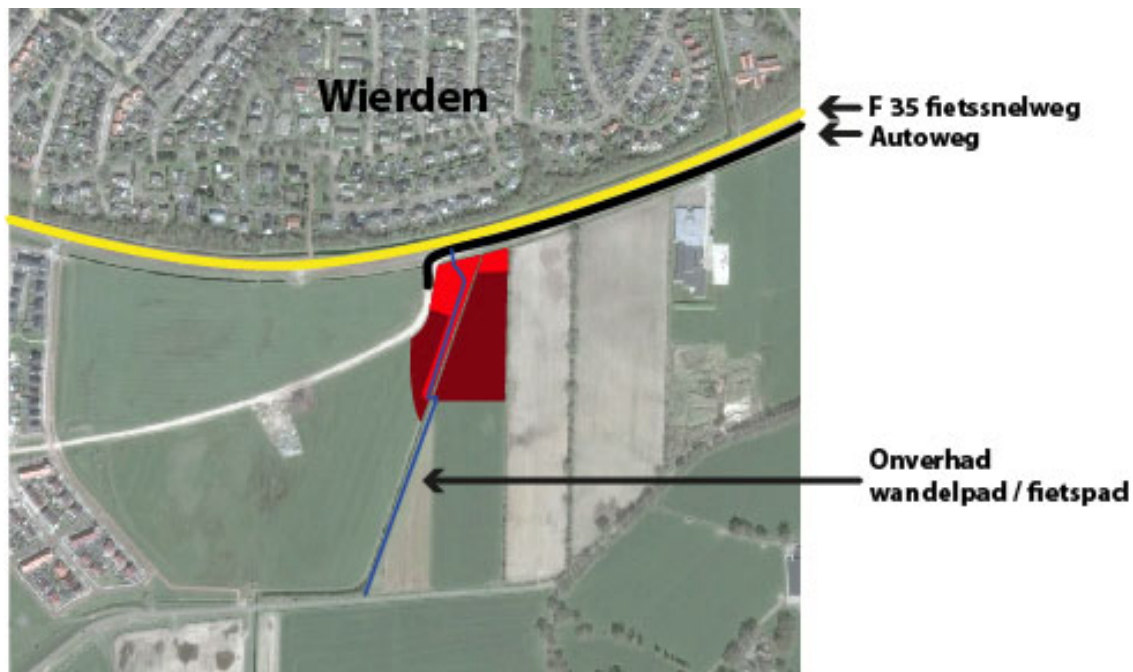 Wierden
F 35 fietssnelweg
Autoweg
Onverhad
wandelpad / fietspad